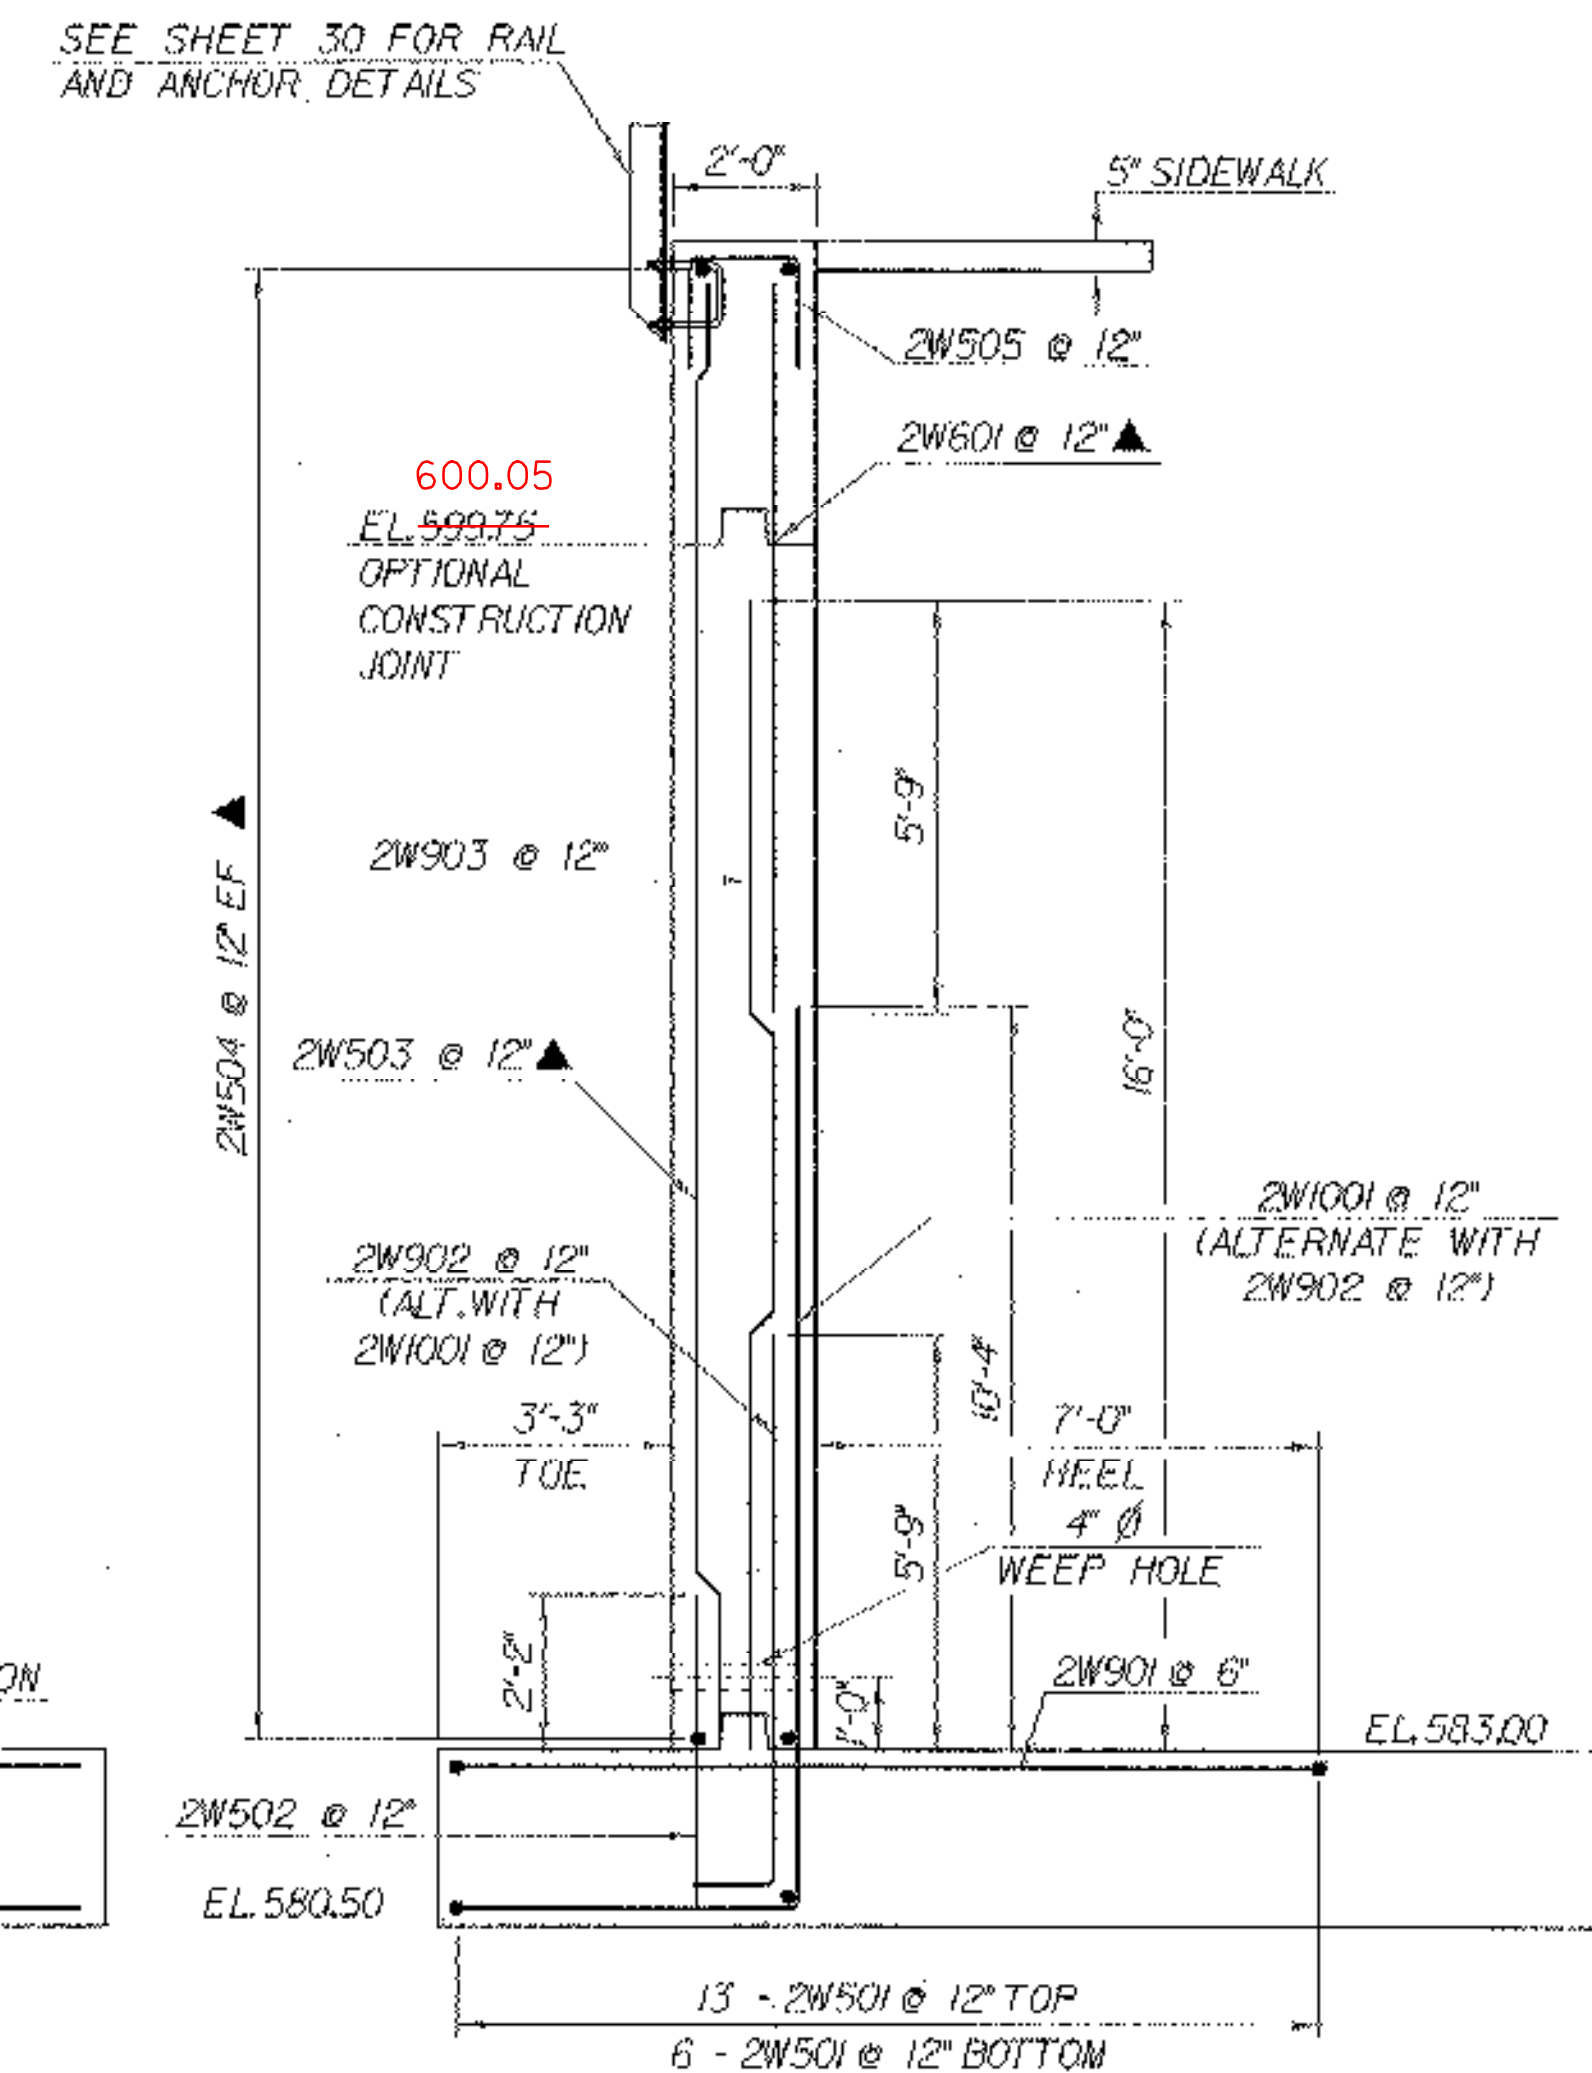 SEE SHEET 30 FOR RAIL
AND ANCHOR DETAILS
2'-0"
5" SIDEWALK
2W505 @ 12"
2W601 @ 12"▲
600.05
EL. 599.75
OPTIONAL
CONSTRUCTION
JOINT
5'-9"
2W903 @ 12"
2W504 @ 12" EF ▲
2W503 @ 12"▲
16'-0"
2W1001 @ 12"
(ALTERNATE WITH
2W902 @ 12")
2W902 @ 12"
(ALT. WITH
2W1001 @ 12")
10'-4"
3'-3"
TOE
7'-0"
HEEL
4" Ø
WEEP HOLE
5'-9"
2'-2"
1'-0"
ON
2W901 @ 6"
EL. 583.00
2W502 @ 12"
EL. 580.50
13 - 2W501 @ 12" TOP
6 - 2W501 @ 12" BOTTOM